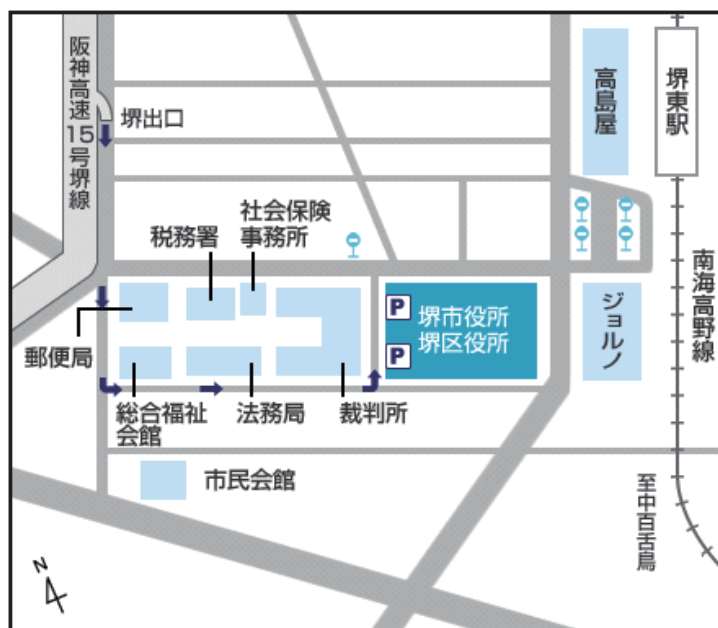 阪神高速15号堺線
堺出口
高島屋
堺東駅
社会保険
事務所
税務署
南海高野線
ジョルノ
P
堺市役所
P
堺区役所
郵便局
総合福祉
会館
法務局
裁判所
市民会館
至中百舌鳥
N